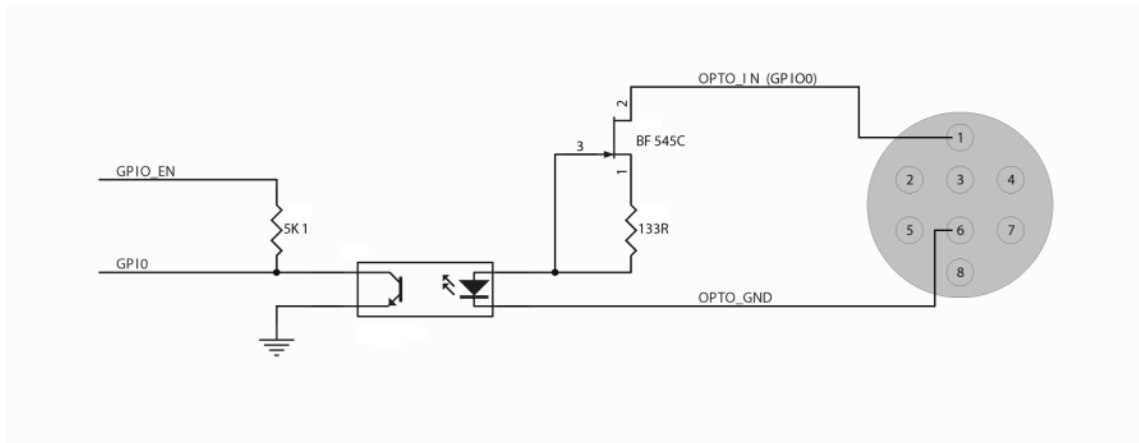 OPTO_IN (GPIO0)
2
1
BF 545C
3
GPIO_EN
1
2
3
4
5K1
133R
5
6
7
GPI0
8
OPTO_GND